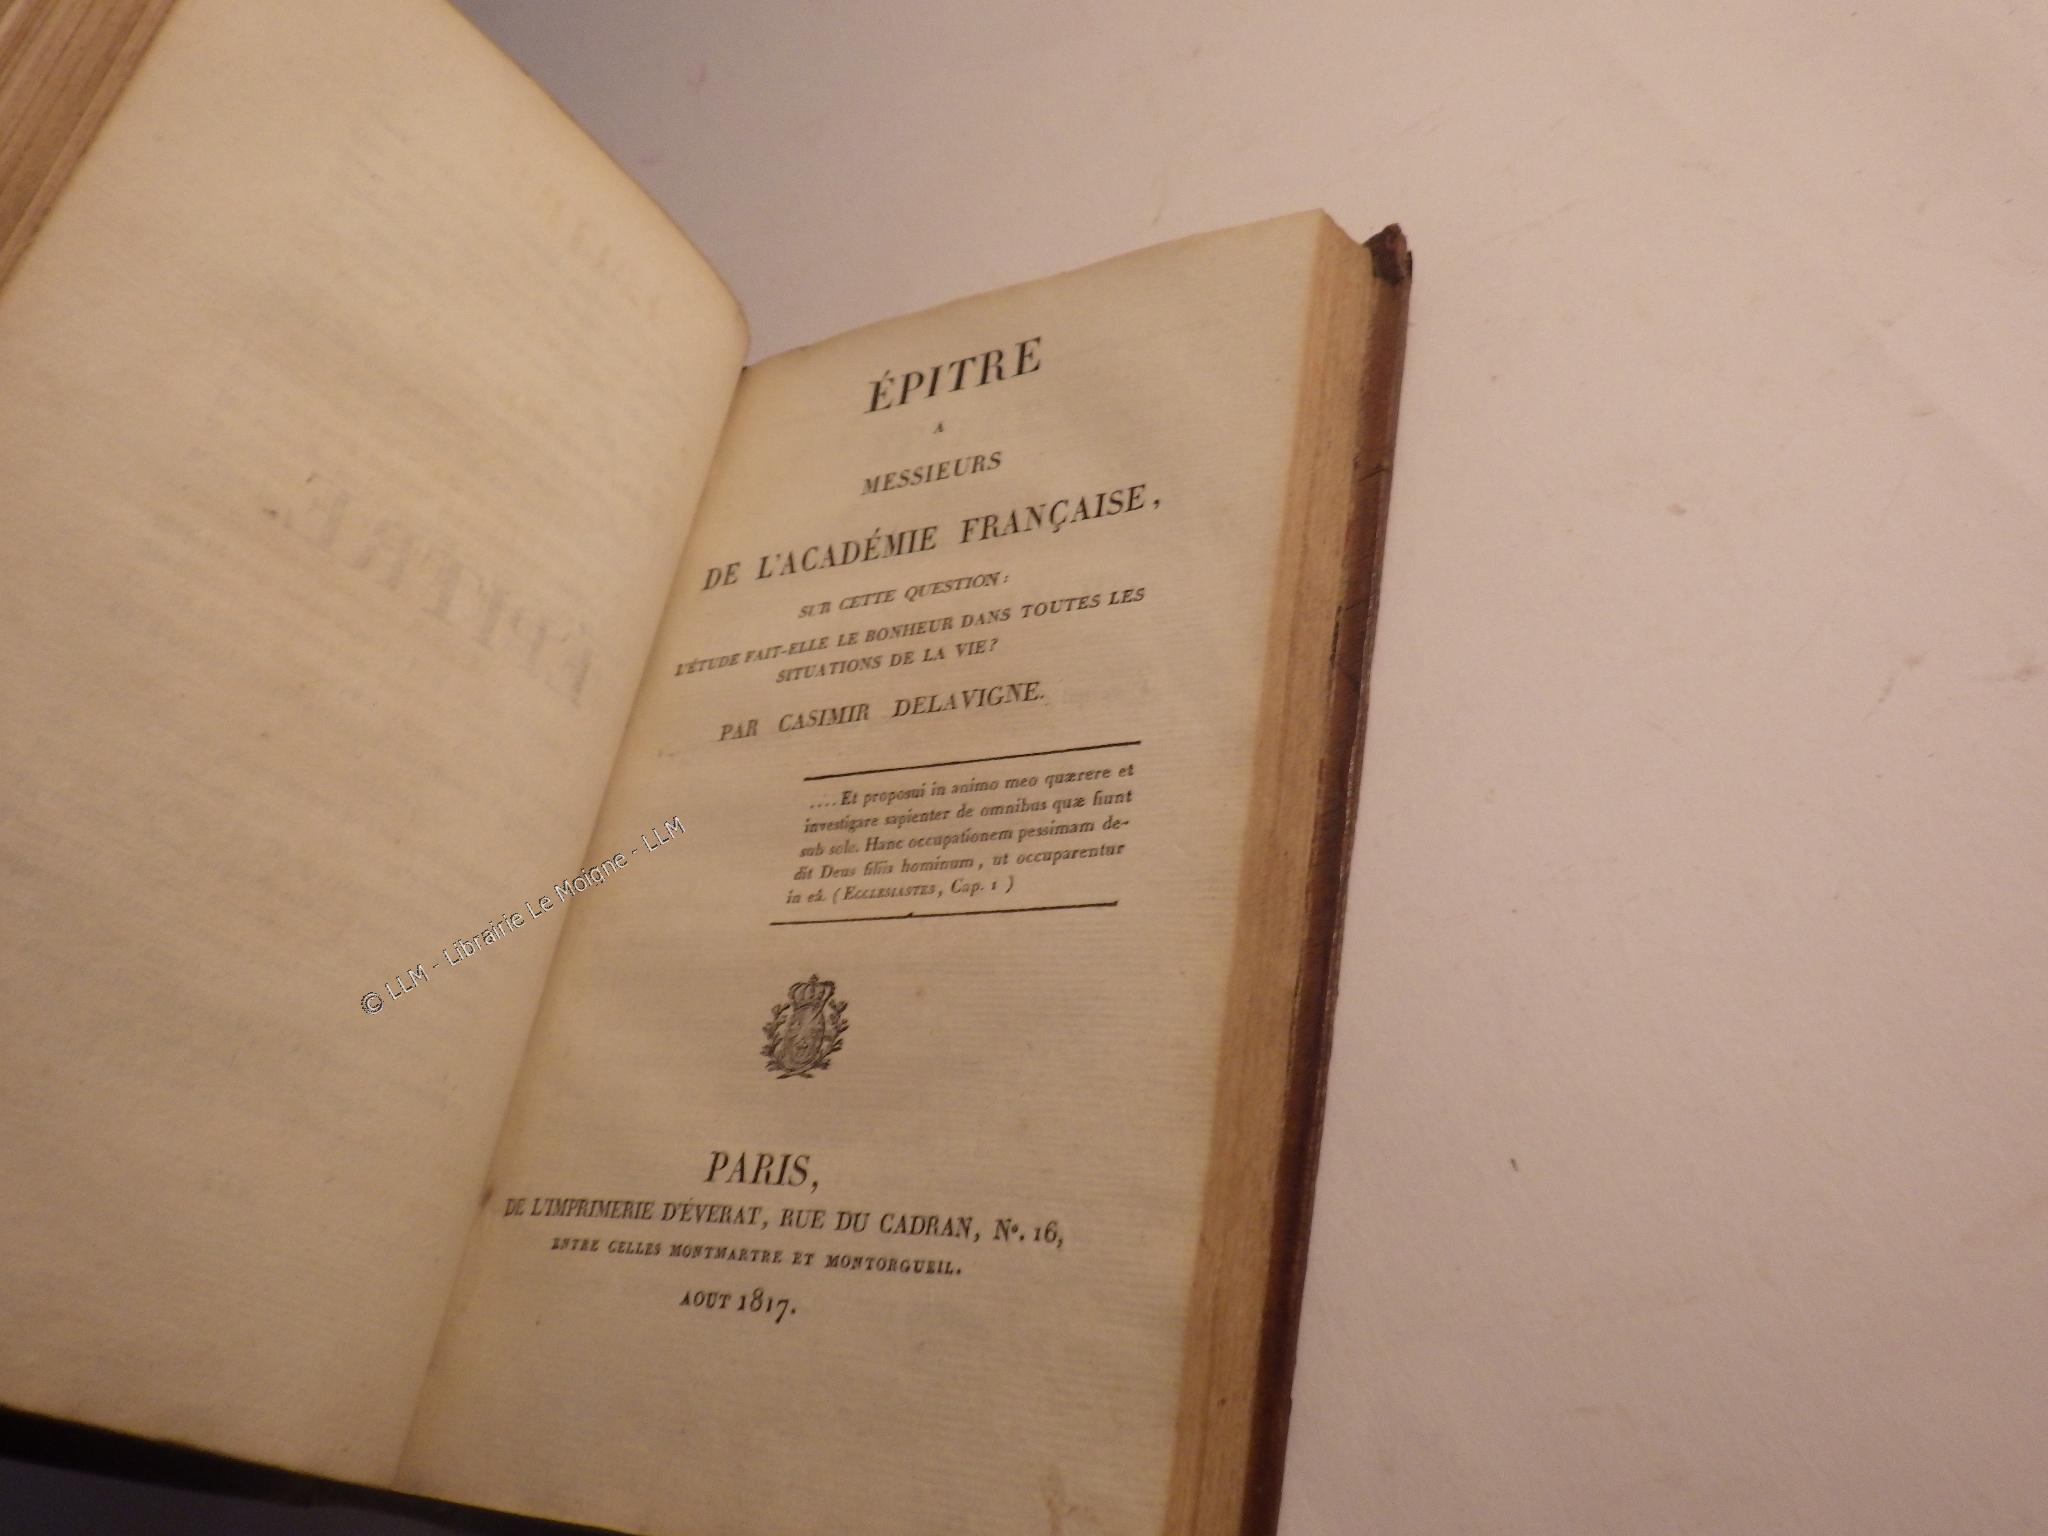 ÉPITRE
A
MESSIEURS
DE L'ACADÉMIE FRANÇAISE,
SUR CETTE QUESTION:
L'ÉTUDE FAIT-ELLE LE BONHEUR DANS TOUTES LES
SITUATIONS DE LA VIE?
PAR CASIMIR DELAVIGNE.
....Et proposui in animo meo quærere et
investigare sapienter de omnibus quæ fiunt
sub sole. Hanc occupationem pessimam de-
dit Deus filiis hominum, ut occuparentur
in eâ. (ECCLESIASTES, Cap. 1)
PARIS,
DE L'IMPRIMERIE D'ÉVERAT, RUE DU CADRAN, No. 16,
ENTRE CELLES MONTMARTRE ET MONTORGUEIL.
AOUT 1817.
ÉPITRE
© LLM - Librairie Le Moigne - LLM